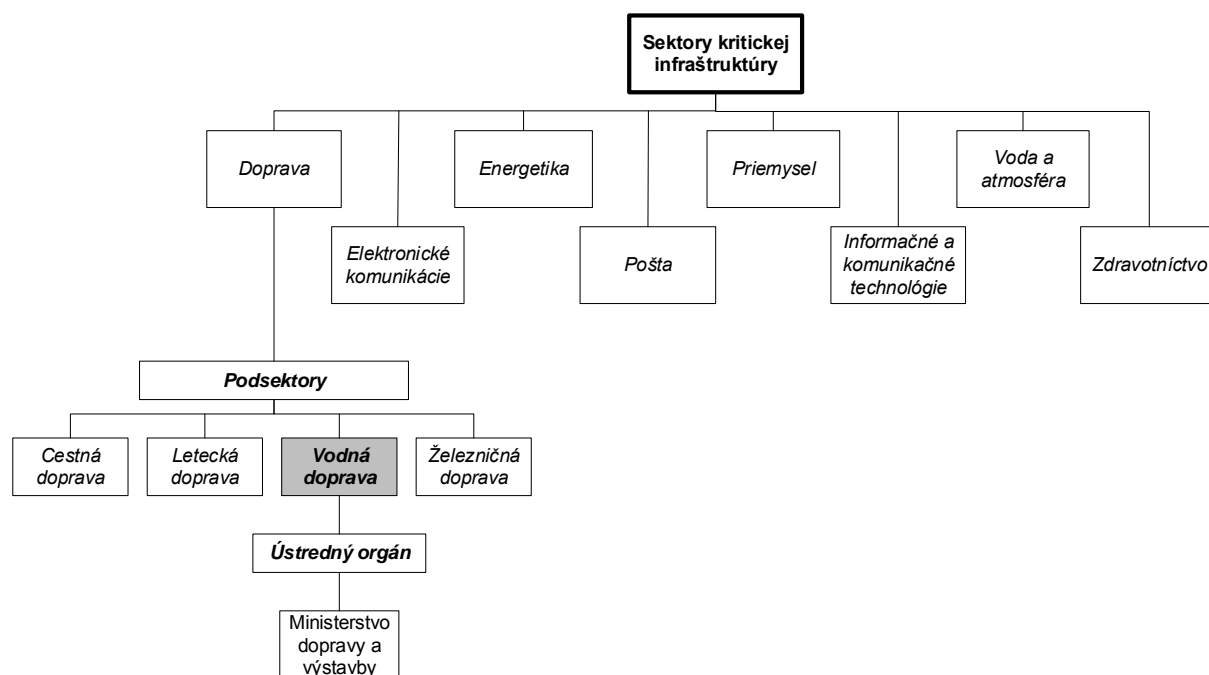 Sektory kritickej
infraštruktúry
Doprava
Energetika
Priemysel
Voda a
atmosféra
Elektronické
komunikácie
Pošta
Informačné a
komunikačné
technológie
Zdravotníctvo
Podsektory
Cestná
doprava
Letecká
doprava
Vodná
doprava
Železničná
doprava
Ústredný orgán
Ministerstvo
dopravy a
výstavby